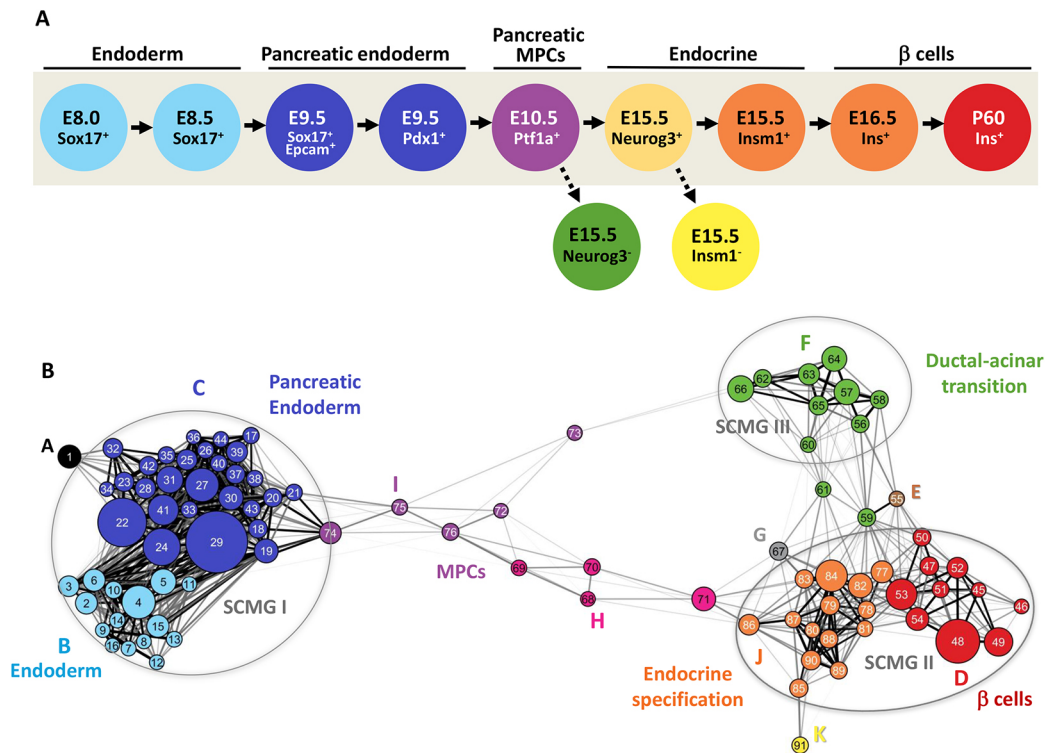 A
Endoderm
Pancreatic endoderm
Pancreatic
MPCs
Endocrine
β cells
E8.0
Sox17+
E8.5
Sox17+
E9.5
Sox17+
Epcam+
E9.5
Pdx1+
E10.5
Ptf1a+
E15.5
Neurog3+
E15.5
Insm1+
E16.5
Ins+
P60
Ins+
E15.5
Neurog3-
E15.5
Insm1-
B
C
Pancreatic
Endoderm
A
1
32
36
44
17
35
26
39
42
25
40
34
23
28
31
27
37
38
22
41
33
30
43
20
21
24
29
18
19
3
6
10
5
11
2
4
14
15
9
16
7
8
13
12
SCMG I
B
Endoderm
74
I
75
76
72
73
MPCs
69
70
68
H
71
F
64
62
63
66
65
57
58
56
60
SCMG III
Ductal-acinar
transition
61
59
55
E
G
67
50
83
84
82
77
47
52
53
51
45
46
79
78
54
86
87
80
88
81
48
49
90
89
85
J
SCMG II
D
Endocrine
specification
β cells
K
91